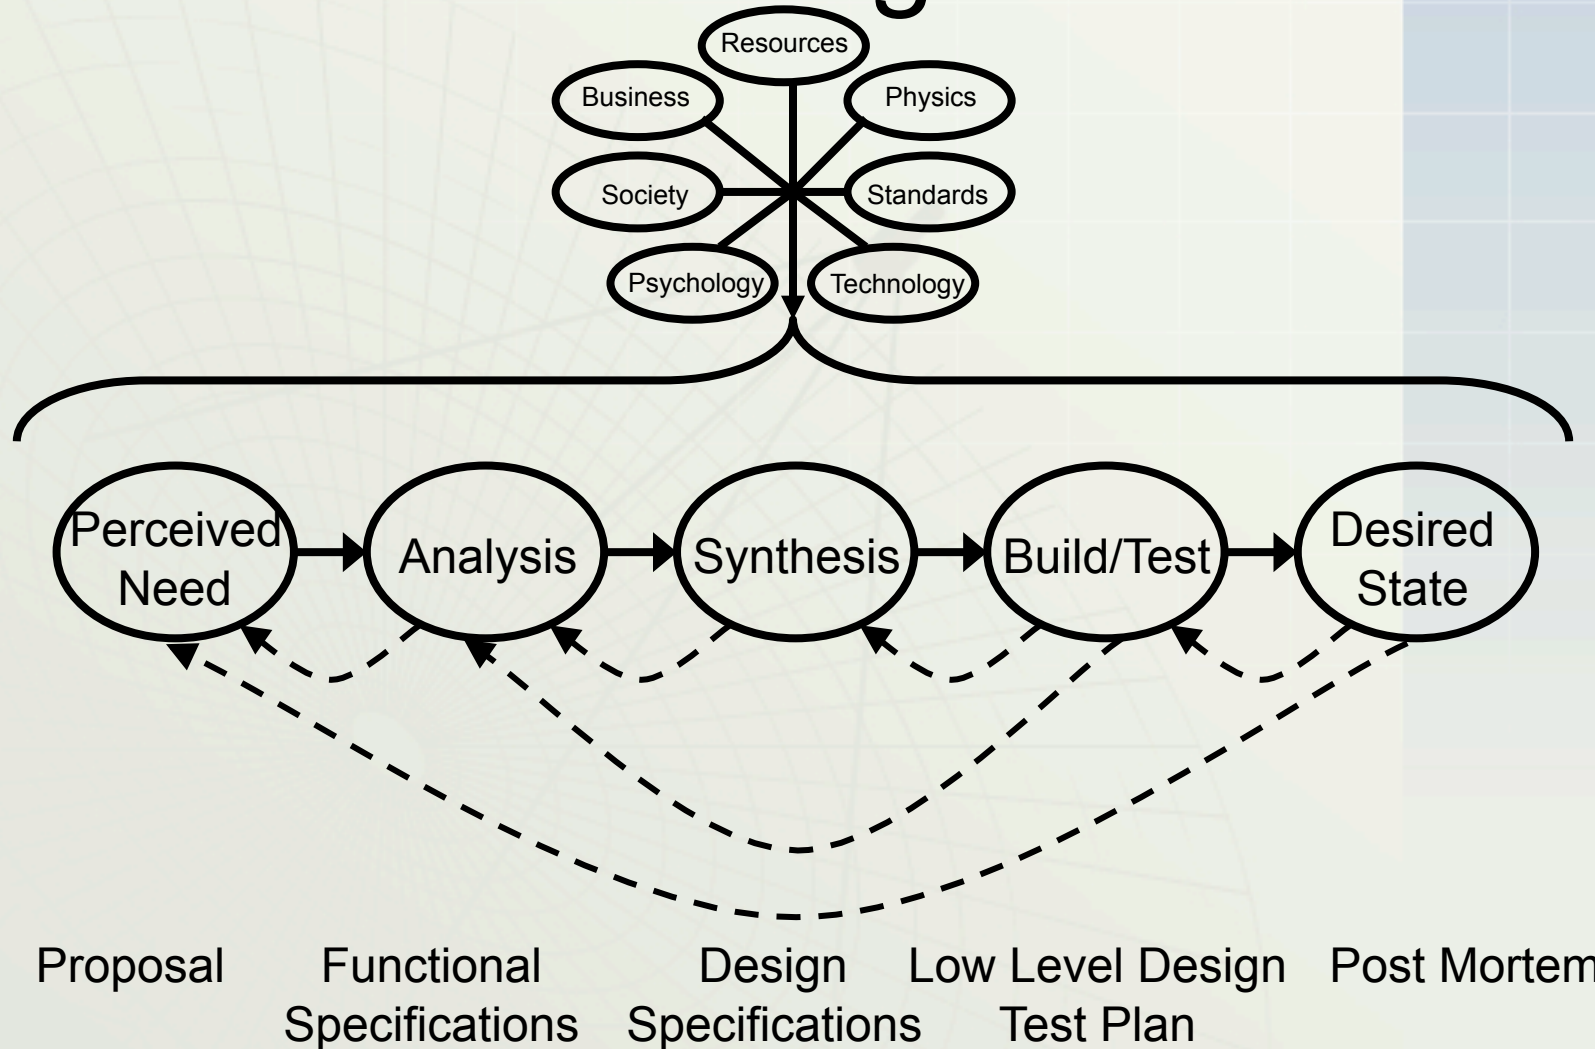 Resources
Business
Physics
Society
Standards
Psychology
Technology
Perceived
Need
Analysis
Synthesis
Build/Test
Desired
State
Proposal
Functional
Specifications
Design
Specifications
Low Level Design
Test Plan
Post Mortem